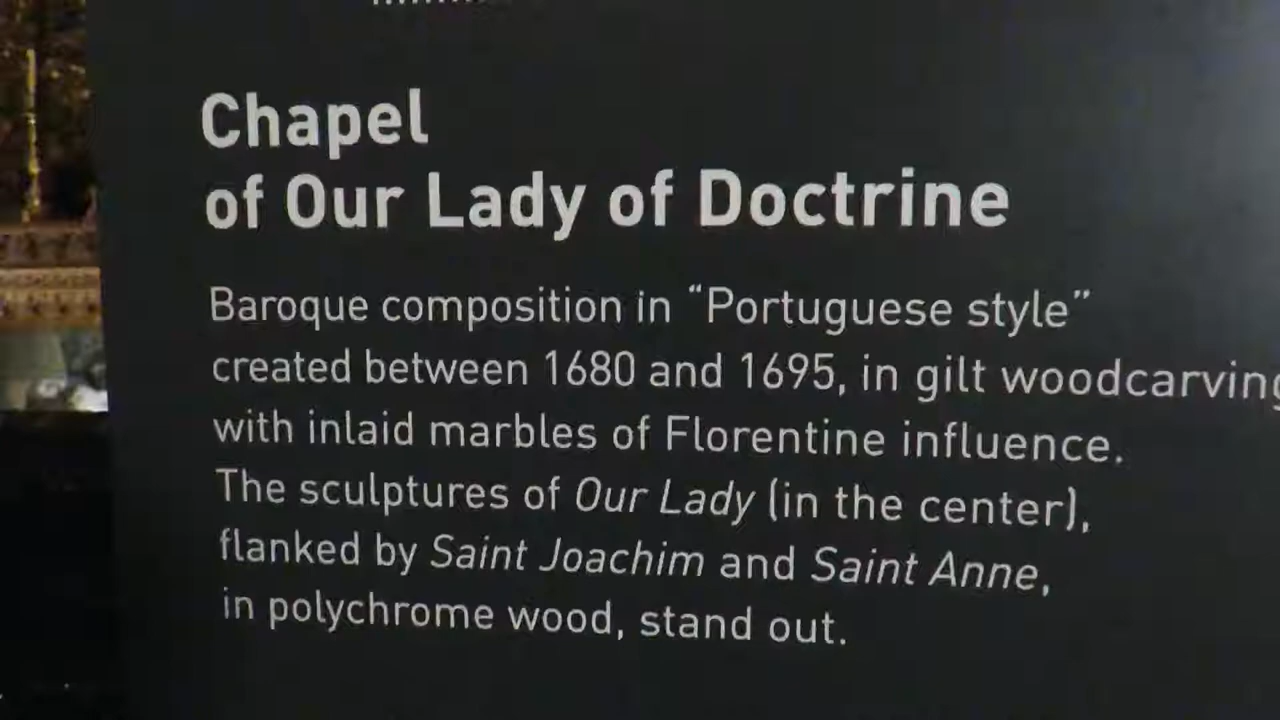 Chapel
of Our Lady of Doctrine
Baroque composition in “Portuguese style”
created between 1680 and 1695, in gilt woodcarving
with inlaid marbles of Florentine influence.
The sculptures of Our Lady (in the center),
flanked by Saint Joachim and Saint Anne,
in polychrome wood, stand out.